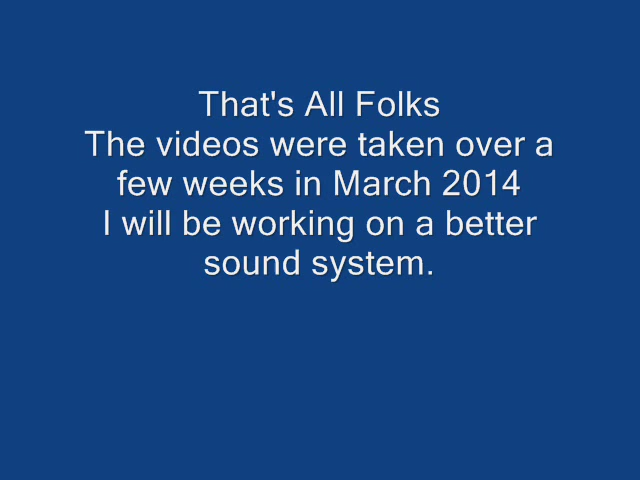 That's All Folks
The videos were taken over a
few weeks in March 2014
I will be working on a better
sound system.